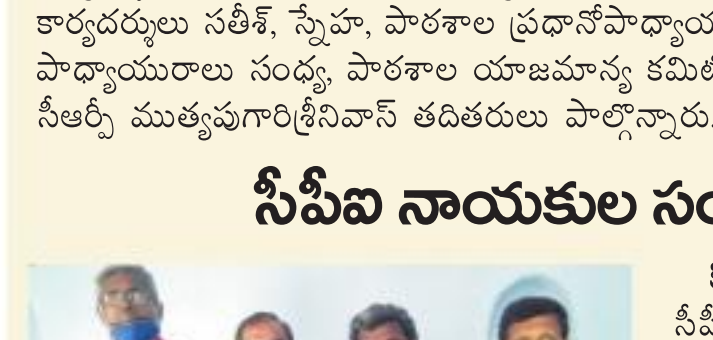 కార్యదర్శులు సతీశ్, స్నేహ, పాఠశాల ప్రధానోపాధ్యాయ
పాధ్యాయురాలు సంధ్య, పాఠశాల యాజమాన్య కమిటీ
సీఆర్పీ ముత్యపుగారిశ్రీనివాస్ తదితరులు పాల్గొన్నారు.
సీపీఐ నాయకుల సం
సీపీ